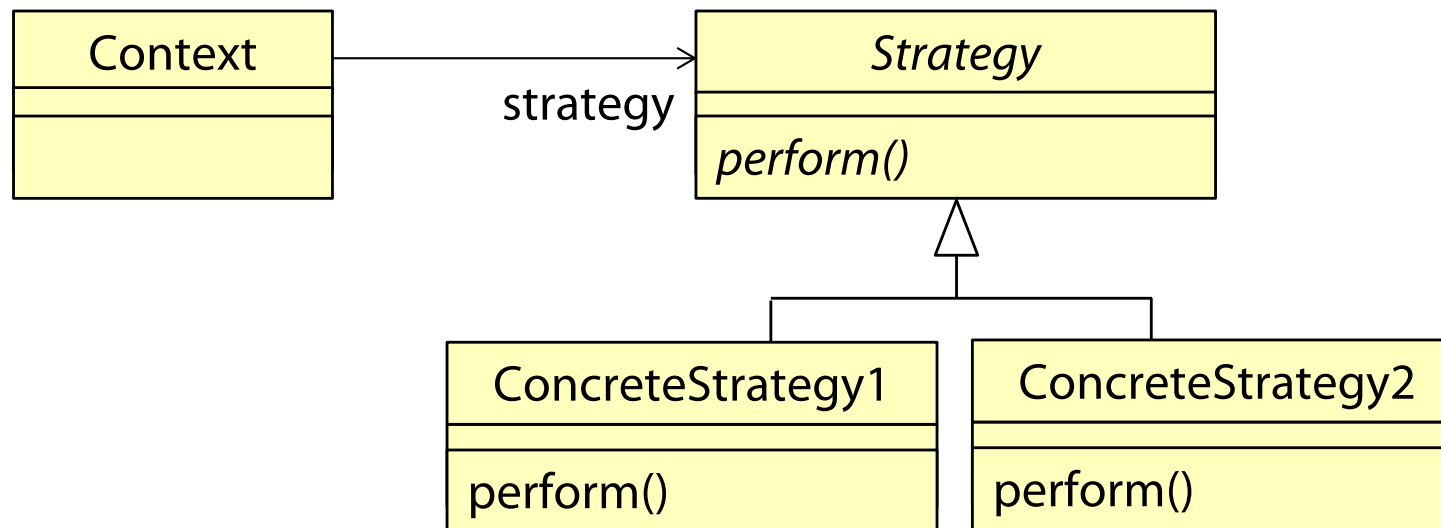 Context
Strategy
strategy
perform()
ConcreteStrategy1
ConcreteStrategy2
perform()
perform()